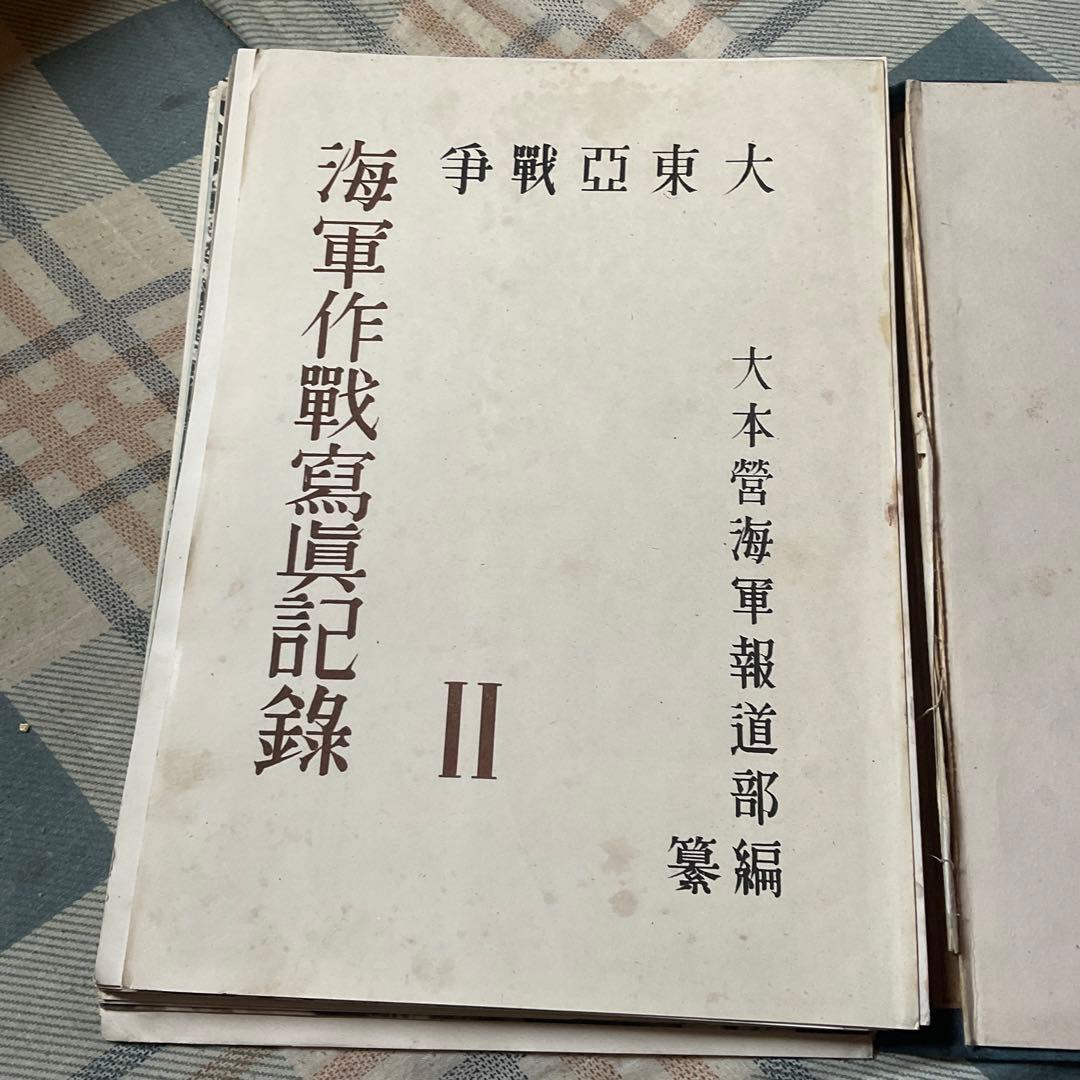 大東亞戰爭
海軍作戰寫眞記錄
II
大本營海軍報道部編纂